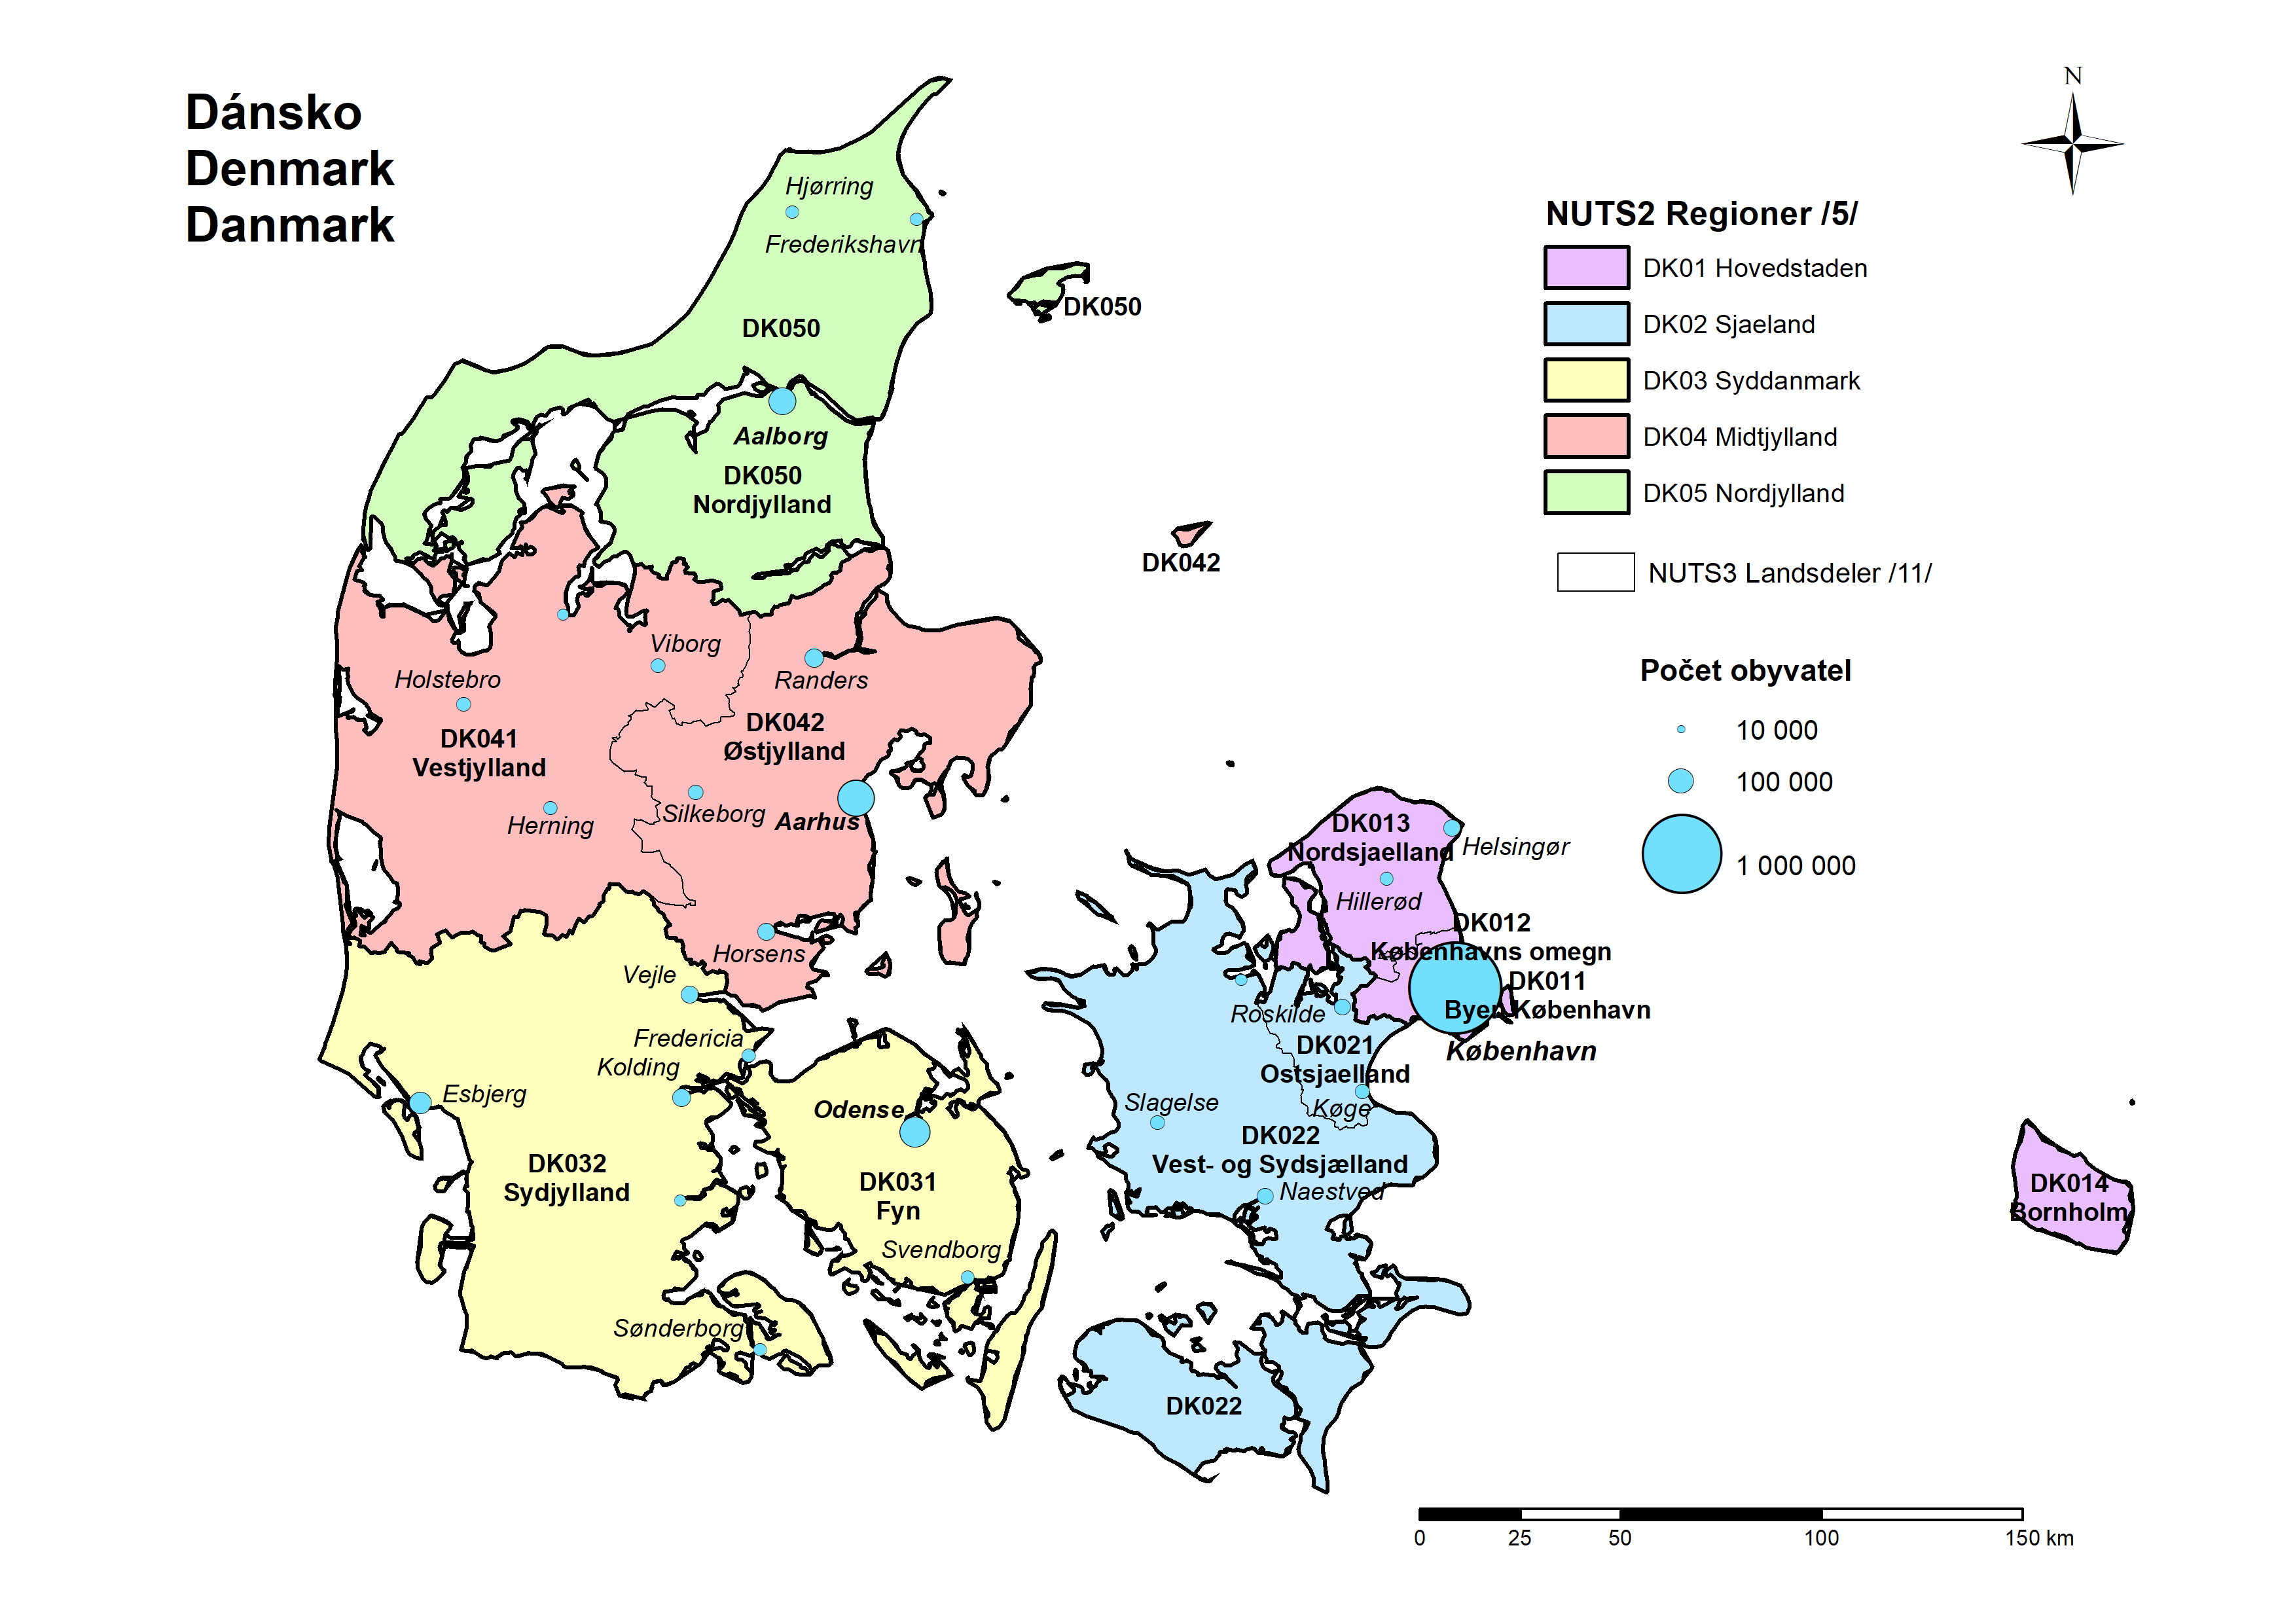 Dánsko
Denmark
Danmark
N
NUTS2 Regioner /5/
DK01 Hovedstaden
DK02 Sjaeland
DK03 Syddanmark
DK04 Midtjylland
DK05 Nordjylland
NUTS3 Landsdeler /11/
Počet obyvatel
10 000
100 000
1 000 000
Hjørring
Frederikshavn
DK050
DK050
Aalborg
DK050
Nordjylland
DK042
Viborg
Holstebro
Randers
DK041
Vestjylland
DK042
Østjylland
Herning
Silkeborg
Aarhus
Horsens
Vejle
Fredericia
Kolding
Esbjerg
Odense
DK032
Sydjylland
DK031
Fyn
Svendborg
Sønderborg
DK013
Nordsjaelland
Helsingør
Hillerød
DK012
Københavns omegn
DK011
Byen København
København
Roskilde
DK021
Ostsjaelland
Køge
Slagelse
DK022
Vest- og Sydsjælland
Naestved
DK022
DK014
Bornholm
0 25 50 100 150 km